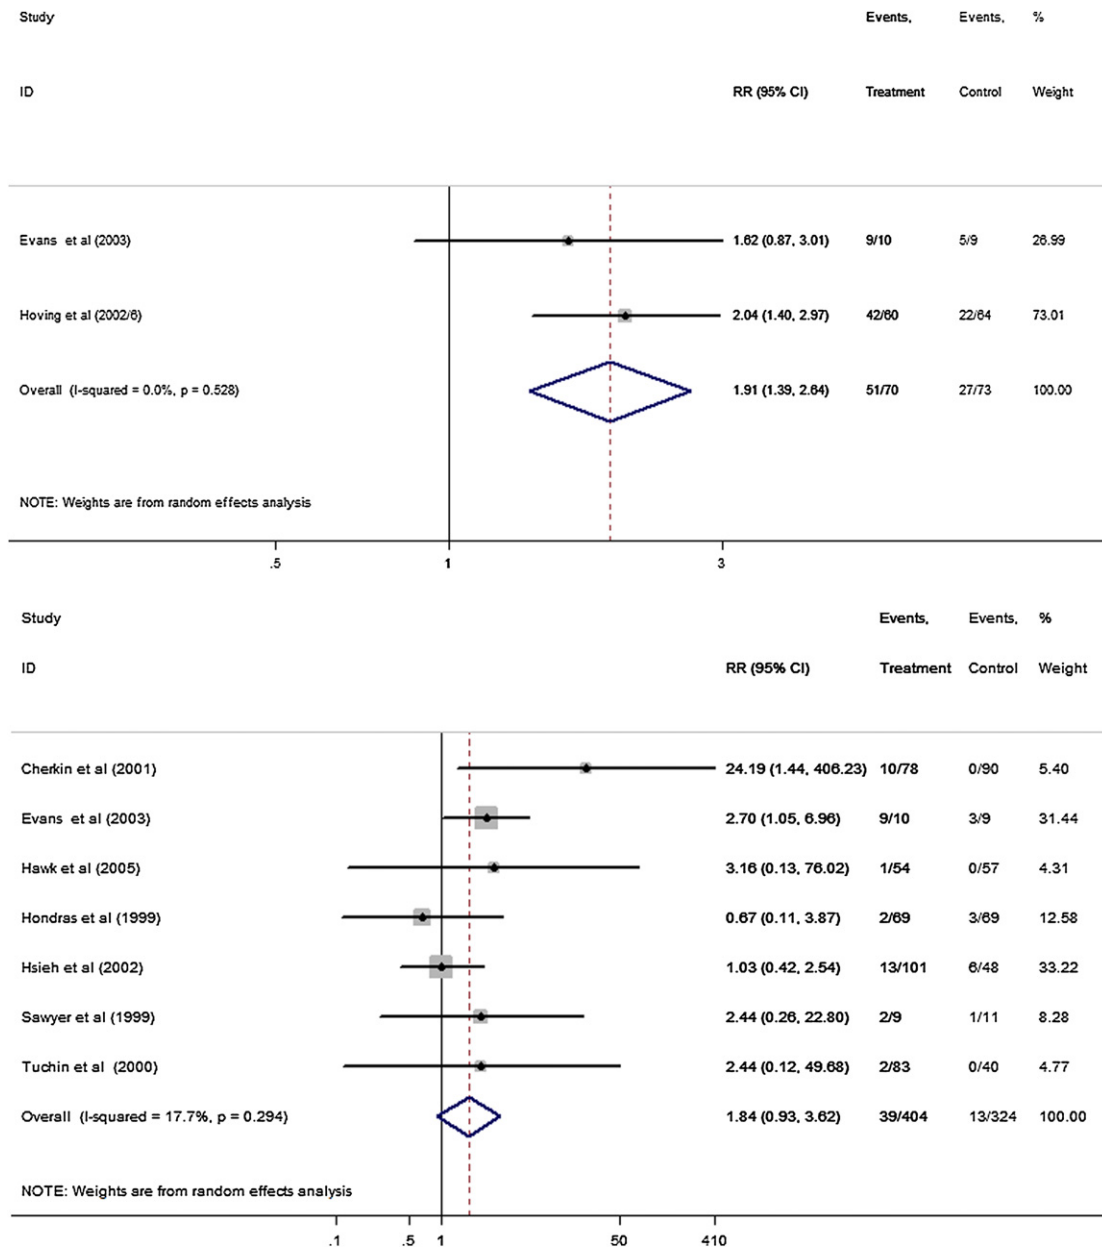 Study Events, Events, %
ID RR (95% CI) Treatment Control Weight
Evans et al (2003) 1.62 (0.87, 3.01) 9/10 5/9 26.99
Hoving et al (2002/6) 2.04 (1.40, 2.97) 42/60 22/64 73.01
Overall (I-squared = 0.0%, p = 0.528) 1.91 (1.39, 2.64) 51/70 27/73 100.00
NOTE: Weights are from random effects analysis
.5 1 3
Study Events, Events, %
ID RR (95% CI) Treatment Control Weight
Cherkin et al (2001) 24.19 (1.44, 406.23) 10/78 0/90 5.40
Evans et al (2003) 2.70 (1.05, 6.96) 9/10 3/9 31.44
Hawk et al (2005) 3.16 (0.13, 76.02) 1/54 0/57 4.31
Hondras et al (1999) 0.67 (0.11, 3.87) 2/69 3/69 12.58
Hsieh et al (2002) 1.03 (0.42, 2.54) 13/101 6/48 33.22
Sawyer et al (1999) 2.44 (0.26, 22.80) 2/9 1/11 8.28
Tuchin et al (2000) 2.44 (0.12, 49.68) 2/83 0/40 4.77
Overall (I-squared = 17.7%, p = 0.294) 1.84 (0.93, 3.62) 39/404 13/324 100.00
NOTE: Weights are from random effects analysis
.1 .5 1 50 410